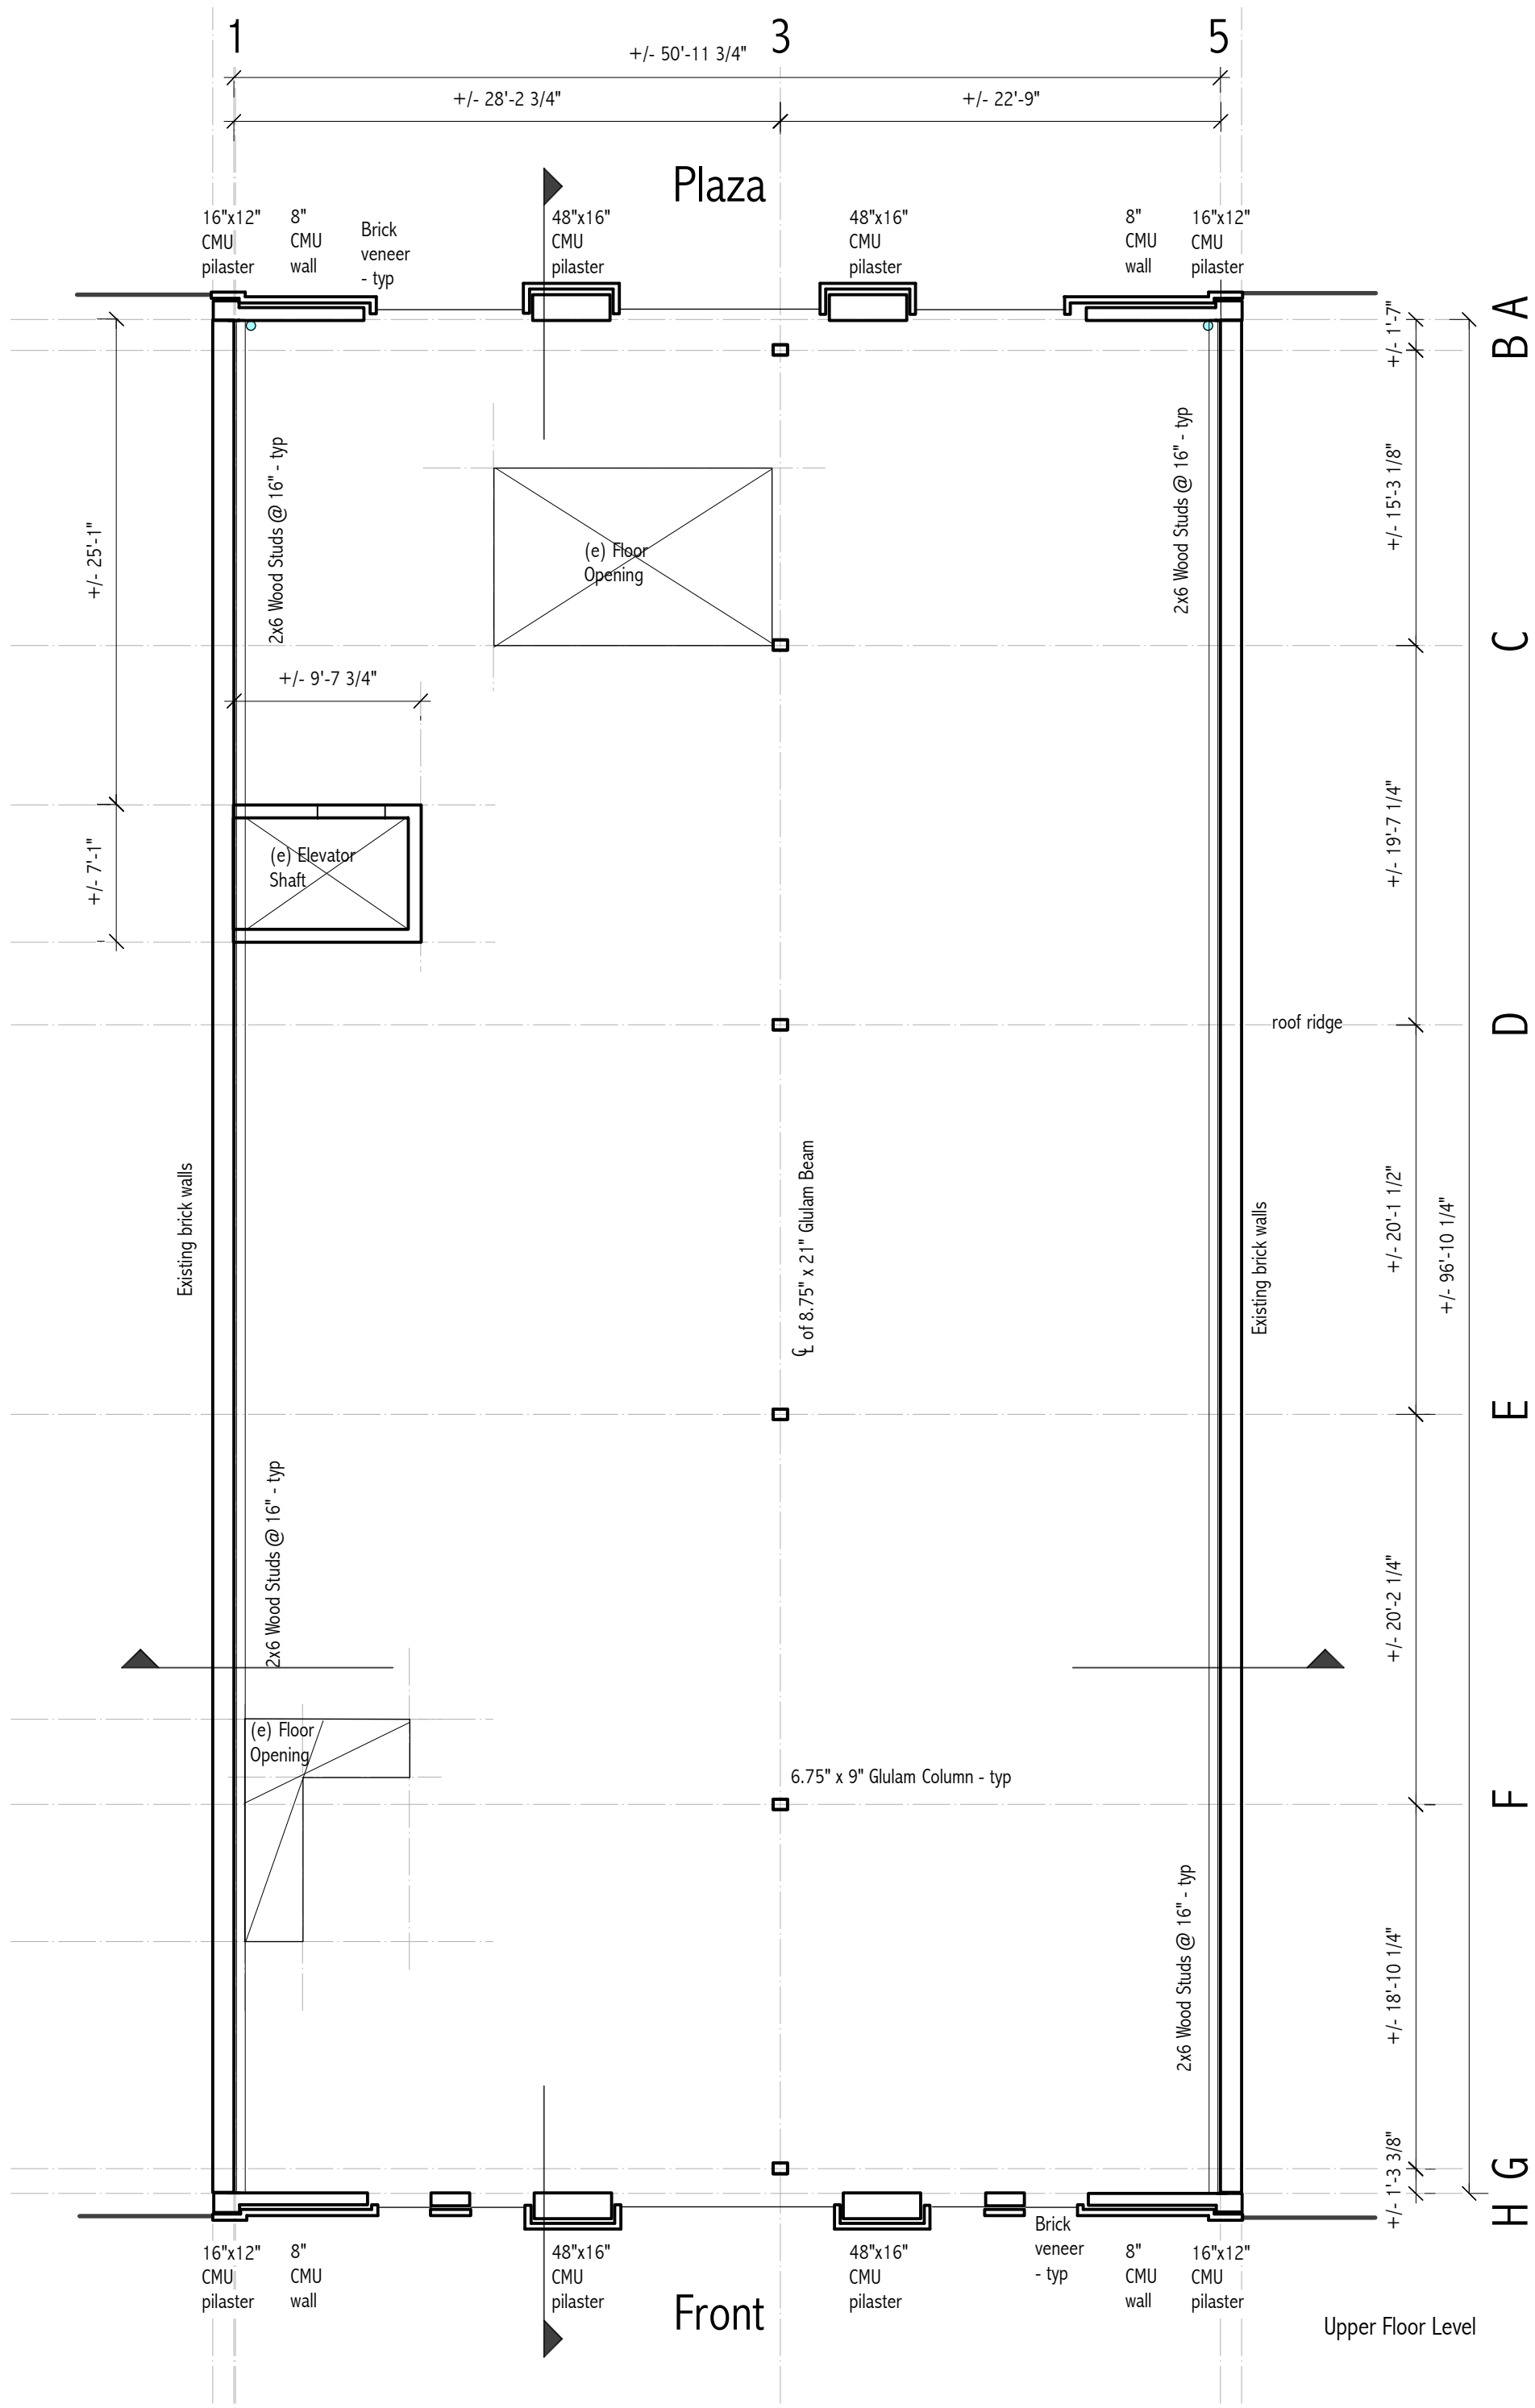 1
3
5
+/- 50'-11 3/4"
+/- 28'-2 3/4"
+/- 22'-9"
Plaza
16"x12"
CMU
pilaster
8"
CMU
wall
Brick
veneer
- typ
48"x16"
CMU
pilaster
48"x16"
CMU
pilaster
8"
CMU
wall
16"x12"
CMU
pilaster
+/- 1'-7"
A
B
2x6 Wood Studs @ 16" - typ
2x6 Wood Studs @ 16" - typ
+/- 15'-3 1/8"
+/- 25'-1"
(e) Floor
Opening
C
+/- 9'-7 3/4"
+/- 19'-7 1/4"
+/- 7'-1"
(e) Elevator
Shaft
roof ridge
D
Existing brick walls
℄ of 8.75" x 21" Glulam Beam
Existing brick walls
+/- 20'-1 1/2"
+/- 96'-10 1/4"
E
2x6 Wood Studs @ 16" - typ
+/- 20'-2 1/4"
(e) Floor
Opening
6.75" x 9" Glulam Column - typ
F
2x6 Wood Studs @ 16" - typ
+/- 18'-10 1/4"
+/- 1'-3 3/8"
G
H
16"x12"
CMU
pilaster
8"
CMU
wall
48"x16"
CMU
pilaster
48"x16"
CMU
pilaster
Brick
veneer
- typ
8"
CMU
wall
16"x12"
CMU
pilaster
Front
Upper Floor Level